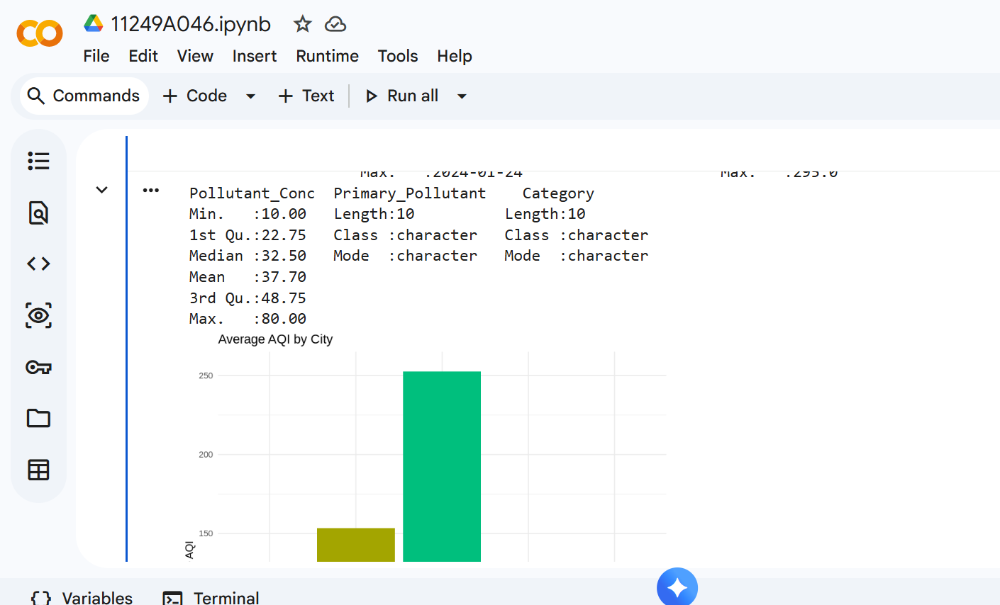 11249A046.ipynb
File Edit View Insert Runtime Tools Help
Commands + Code + Text Run all
Max. :2024-01-24 Max. :295.0
Pollutant_Conc Primary_Pollutant Category
Min. :10.00 Length:10 Length:10
1st Qu.:22.75 Class :character Class :character
Median :32.50 Mode :character Mode :character
Mean :37.70
3rd Qu.:48.75
Max. :80.00
Average AQI by City
250
200
150
AQI
Variables Terminal